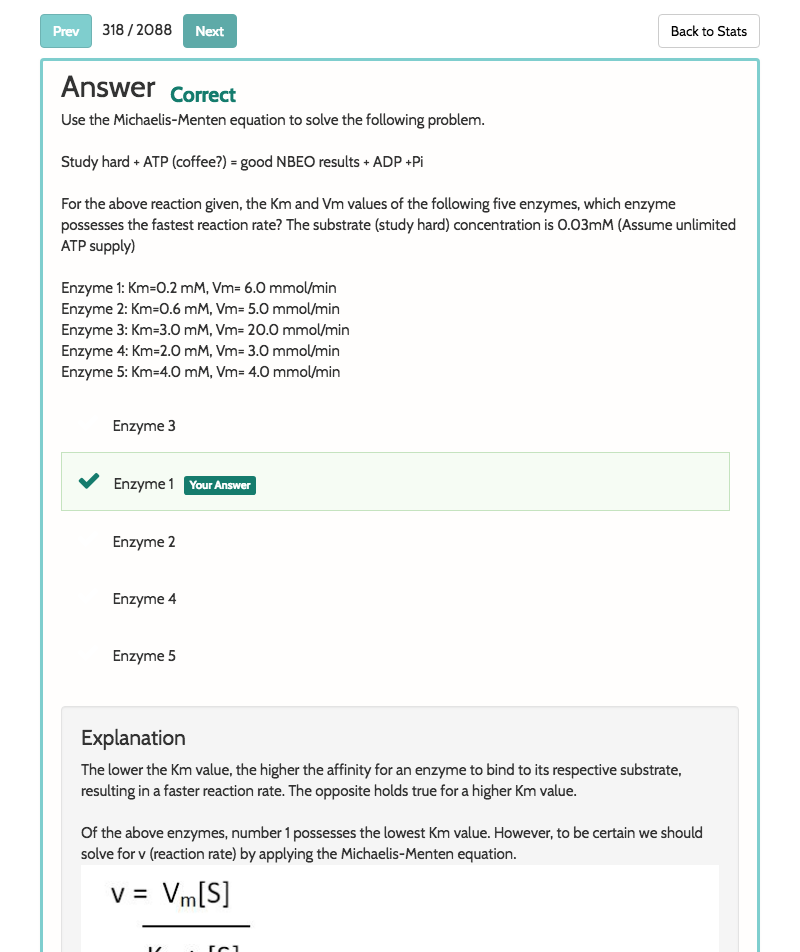 Prev 318 / 2088 Next Back to Stats
Answer Correct
Use the Michaelis-Menten equation to solve the following problem.
Study hard + ATP (coffee?) = good NBEO results + ADP +Pi
For the above reaction given, the Km and Vm values of the following five enzymes, which enzyme
possesses the fastest reaction rate? The substrate (study hard) concentration is 0.03mM (Assume unlimited
ATP supply)
Enzyme 1: Km=0.2 mM, Vm= 6.0 mmol/min
Enzyme 2: Km=0.6 mM, Vm= 5.0 mmol/min
Enzyme 3: Km=3.0 mM, Vm= 20.0 mmol/min
Enzyme 4: Km=2.0 mM, Vm= 3.0 mmol/min
Enzyme 5: Km=4.0 mM, Vm= 4.0 mmol/min
Enzyme 3
Enzyme 1 Your Answer
Enzyme 2
Enzyme 4
Enzyme 5
Explanation
The lower the Km value, the higher the affinity for an enzyme to bind to its respective substrate,
resulting in a faster reaction rate. The opposite holds true for a higher Km value.
Of the above enzymes, number 1 possesses the lowest Km value. However, to be certain we should
solve for v (reaction rate) by applying the Michaelis-Menten equation.
v = Vm[S]